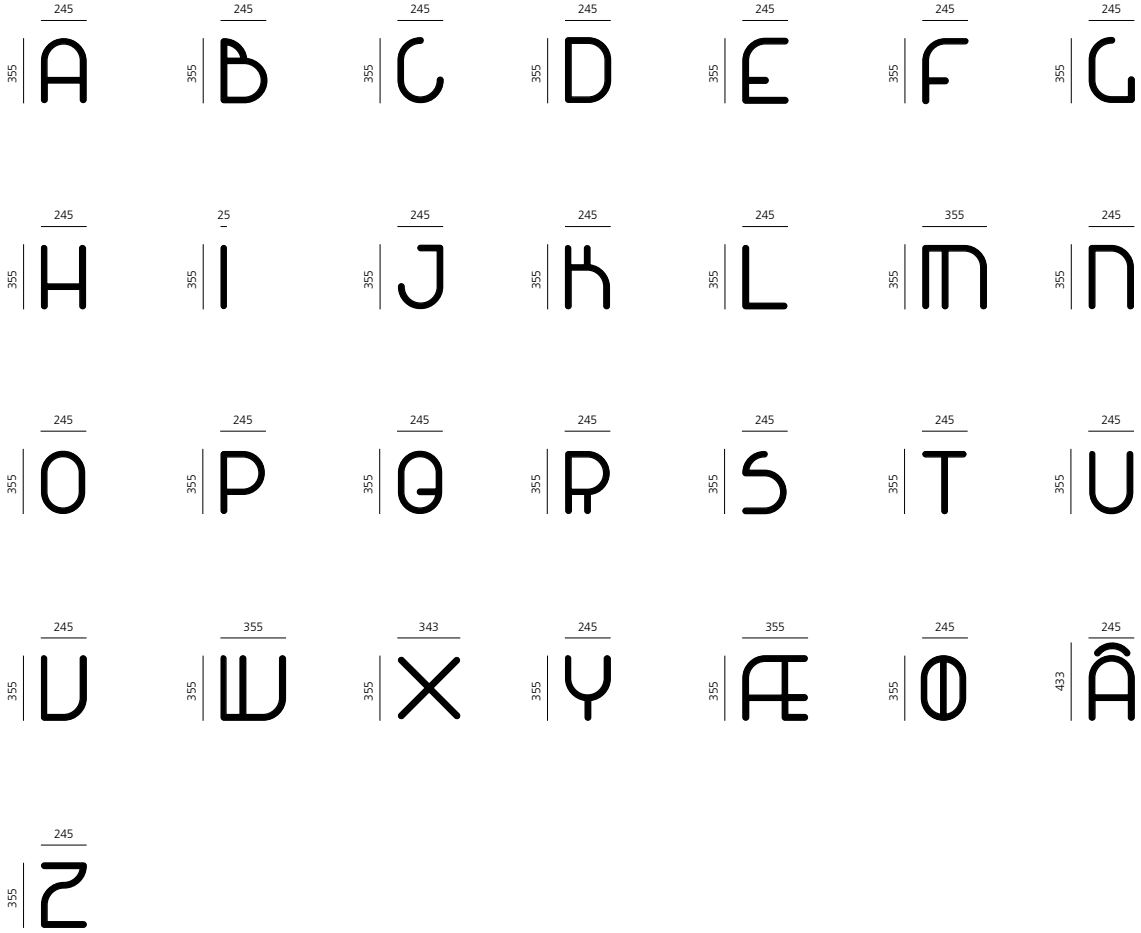 245 245 245 245 245 245 245
355 A 355 B 355 C 355 D 355 E 355 F 355 G
245 25 245 245 245 355 245
355 H 355 I 355 J 355 K 355 L 355 M 355 N
245 245 245 245 245 245 245
355 O 355 P 355 Q 355 R 355 S 355 T 355 U
245 355 343 245 355 245 245
355 V 355 W 355 X 355 Y 355 Æ 355 Ø 433 Â
245
355 Z